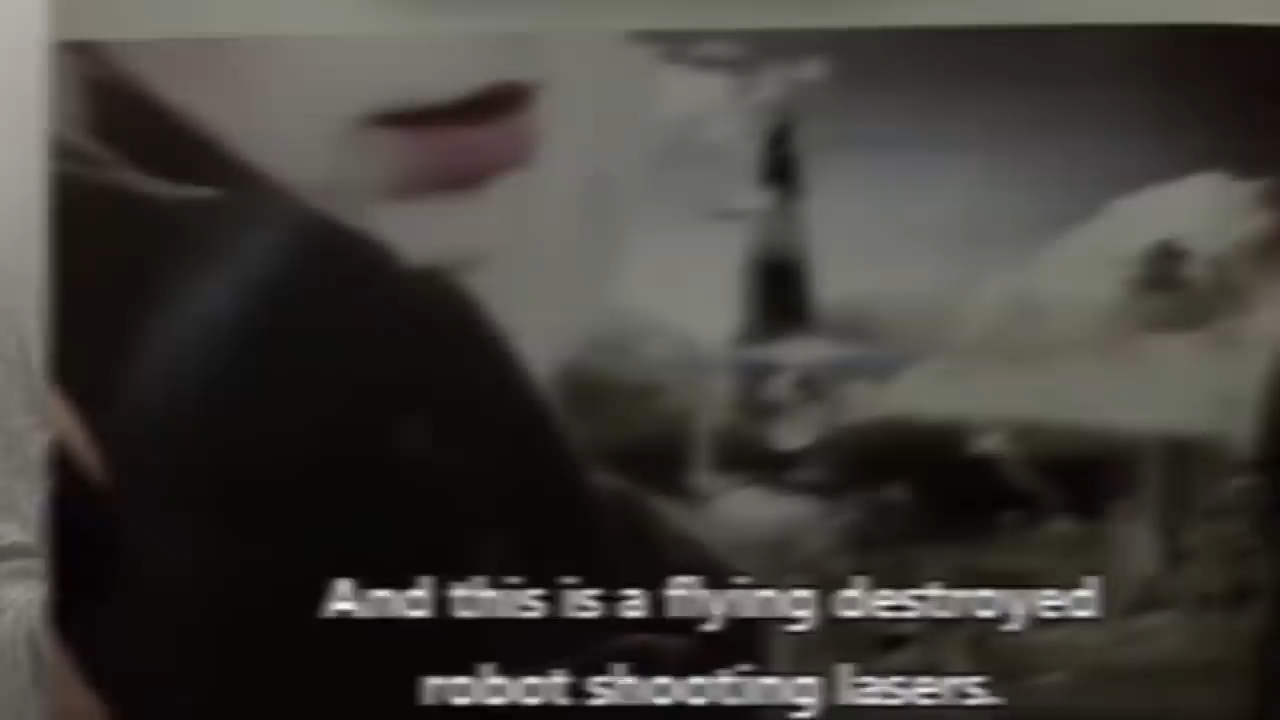 And this is a flying destroyed
robot shooting lasers.